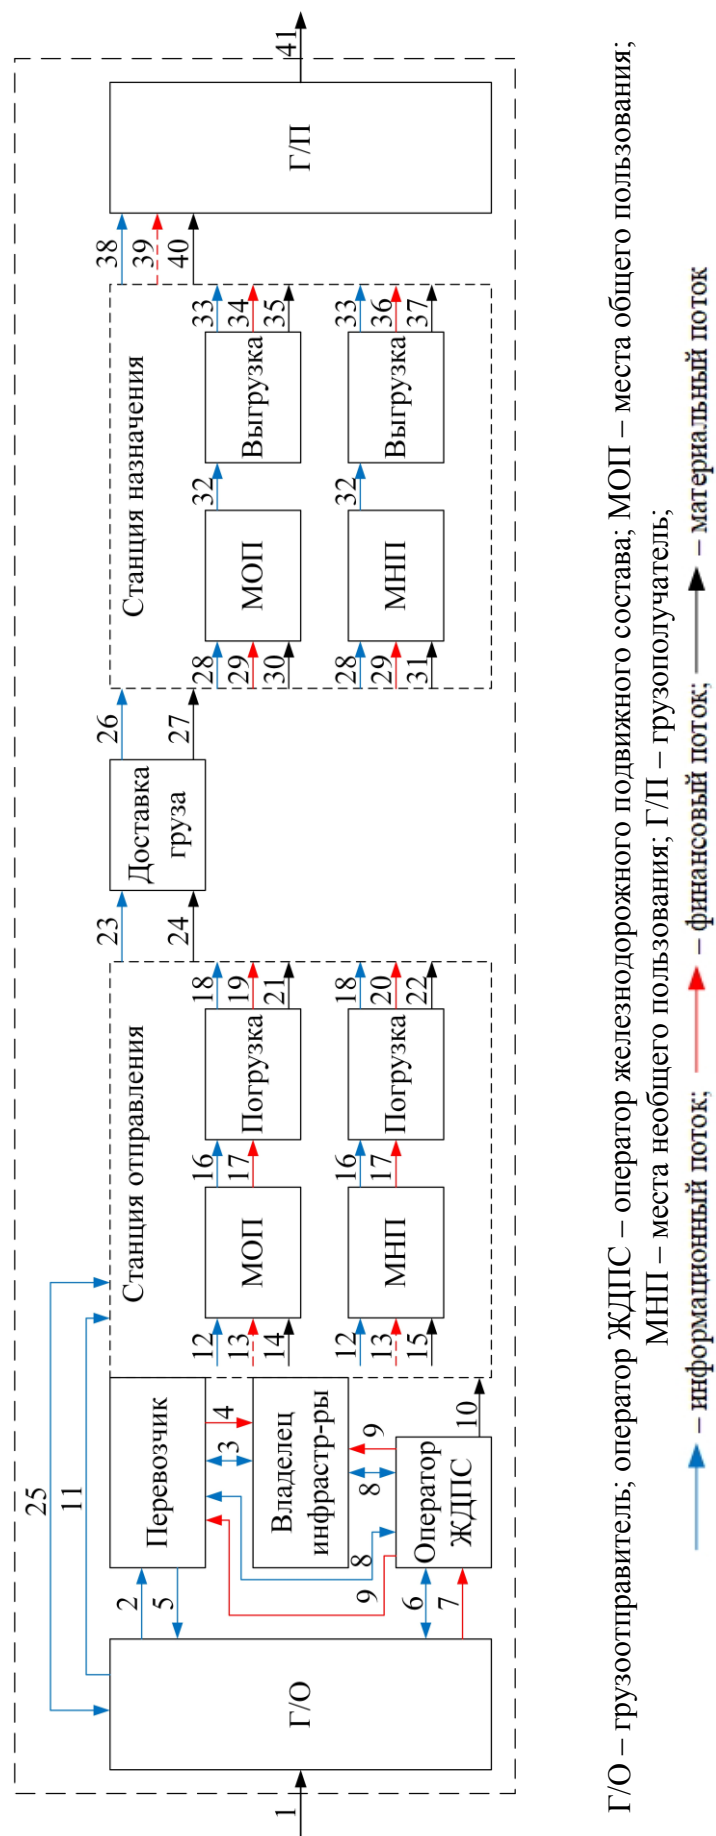 25
11
1
Г/О
2
5
6
7
Перевозчик
3
4
Владелец
инфрастр-ры
8
9
8
9
Оператор
ЖДПС
10
Станция отправления
12
13
14
МОП
16
17
Погрузка
18
19
21
12
13
15
МНП
16
17
Погрузка
18
20
22
23
24
Доставка
груза
26
27
Станция назначения
28
29
30
МОП
32
Выгрузка
33
34
35
28
29
31
МНП
32
Выгрузка
33
36
37
38
39
40
Г/П
41
Г/О – грузоотправитель; оператор ЖДПС – оператор железнодорожного подвижного состава; МОП – места общего пользования;
МНП – места необщего пользования; Г/П – грузополучатель;
– информационный поток; – финансовый поток; – материальный поток